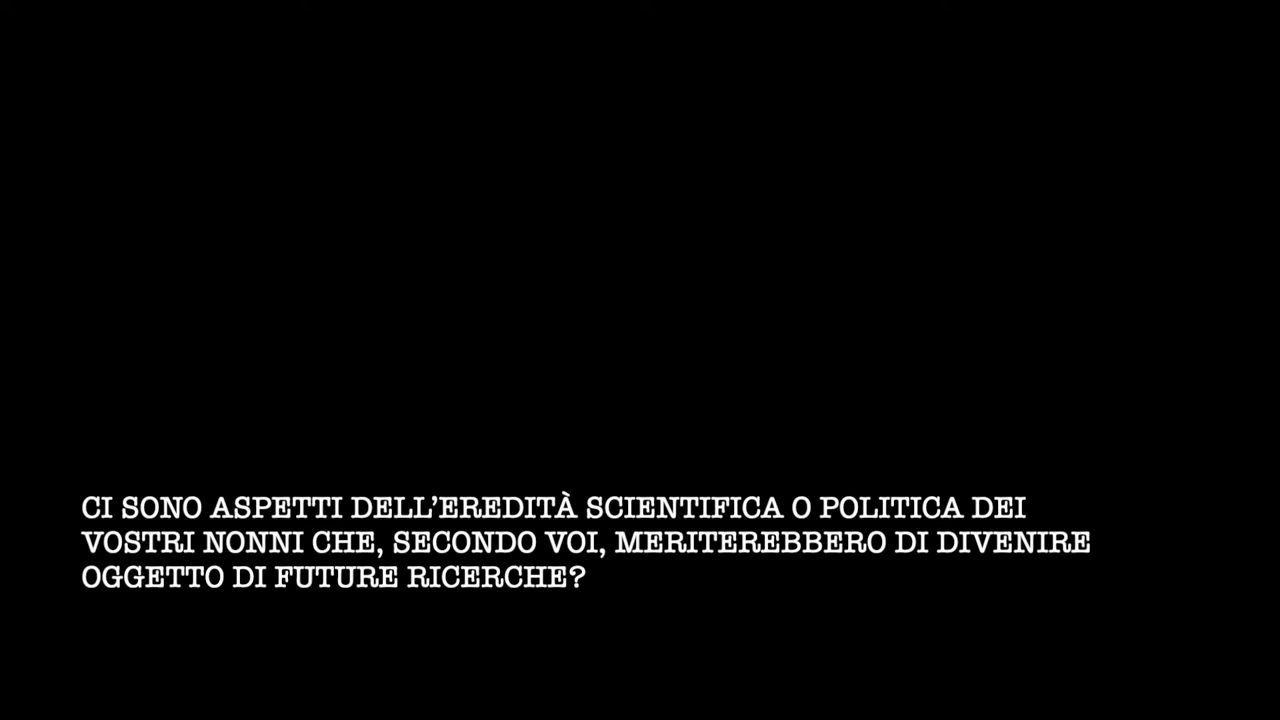 CI SONO ASPETTI DELL’EREDITÀ SCIENTIFICA O POLITICA DEI
VOSTRI NONNI CHE, SECONDO VOI, MERITEREBBERO DI DIVENIRE
OGGETTO DI FUTURE RICERCHE?